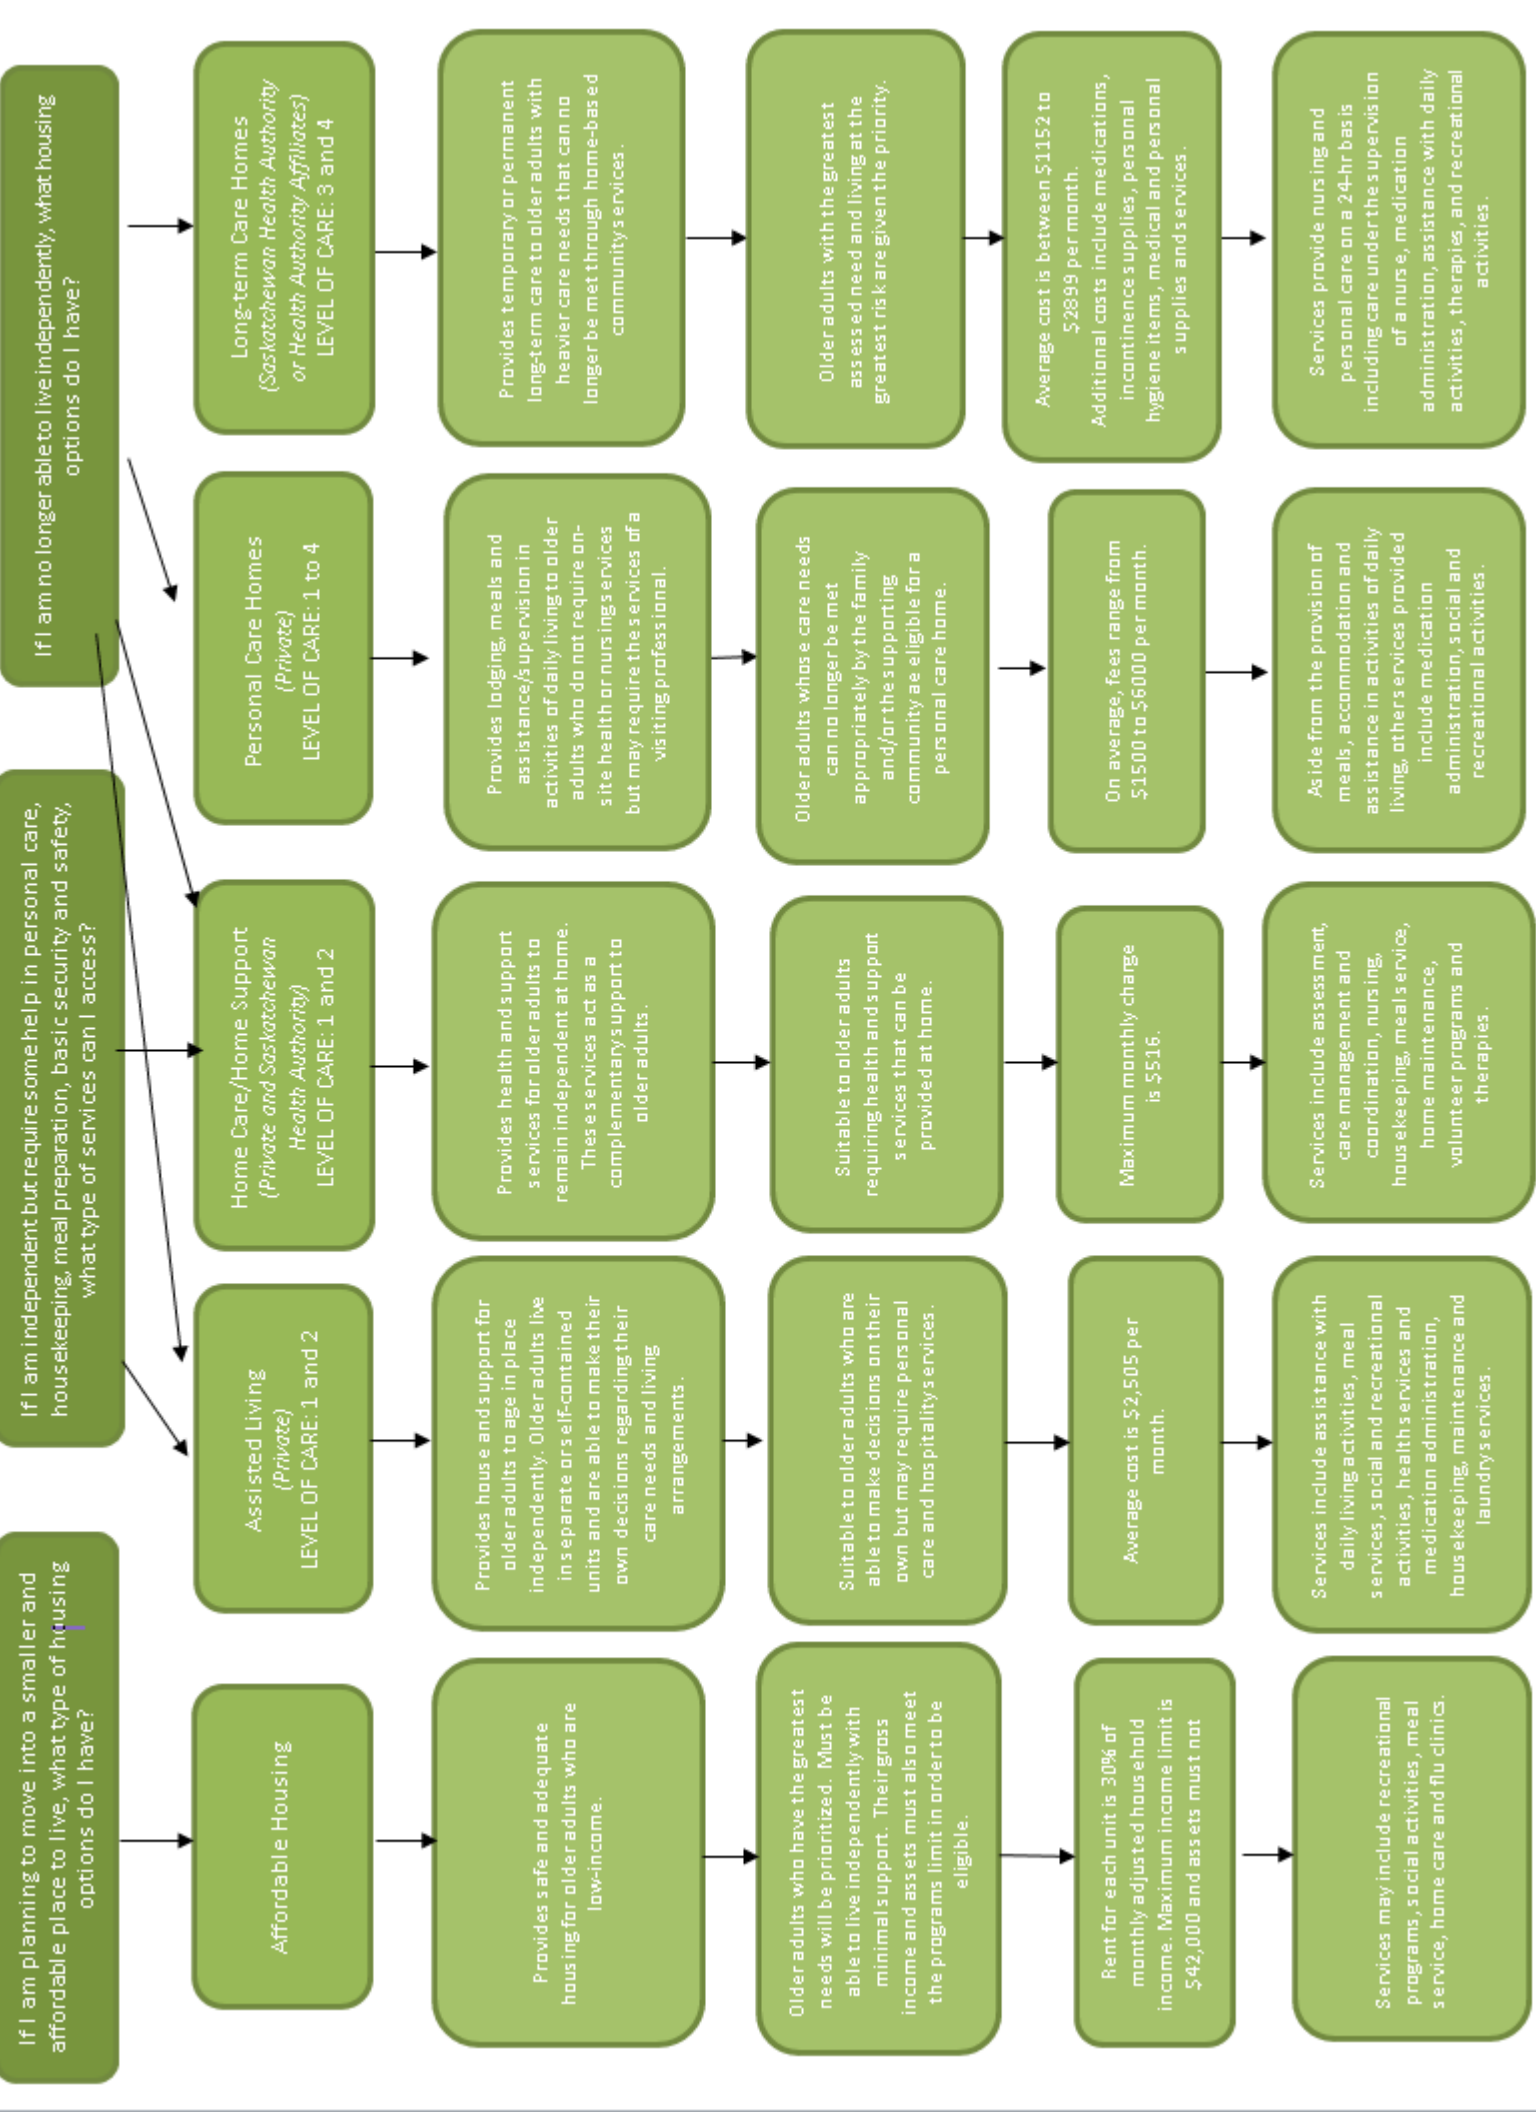 If I am planning to move into a smaller and
affordable place to live, what type of housing
options do I have?
If I am independent but require some help in personal care,
housekeeping, meal preparation, basic security and safety,
what type of services can I access?
If I am no longer able to live independently, what housing
options do I have?
Affordable Housing
Assisted Living
(Private)
LEVEL OF CARE: 1 and 2
Home Care/Home Support
(Private and Saskatchewan
Health Authority)
LEVEL OF CARE: 1 and 2
Personal Care Homes
(Private)
LEVEL OF CARE: 1 to 4
Long-term Care Homes
(Saskatchewan Health Authority
or Health Authority Affiliates)
LEVEL OF CARE: 3 and 4
Provides safe and adequate
housing for older adults who are
low-income.
Provides house and support for
older adults to age in place
independently. Older adults live
in separate or self-contained
units and are able to make their
own decisions regarding their
care needs and living
arrangements.
Provides health and support
services for older adults to
remain independent at home.
These services act as a
complementary support to
older adults.
Provides lodging, meals and
assistance/supervision in
activities of daily living to older
adults who do not require on-
site health or nursing services
but may require the services of a
visiting professional.
Provides temporary or permanent
long-term care to older adults with
heavier care needs that can no
longer be met through home-based
community services.
Older adults who have the greatest
needs will be prioritized. Must be
able to live independently with
minimal support. Their gross
income and assets must also meet
the programs limit in order to be
eligible.
Suitable to older adults who are
able to make decisions on their
own but may require personal
care and hospitality services.
Suitable to older adults
requiring health and support
services that can be
provided at home.
Older adults whose care needs
can no longer be met
appropriately by the family
and/or the supporting
community ae eligible for a
personal care home.
Older adults with the greatest
assessed need and living at the
greatest risk are given the priority.
Rent for each unit is 30% of
monthly adjusted household
income. Maximum income limit is
$42,000 and assets must not
Average cost is $2,505 per
month.
Maximum monthly charge
is $516.
On average, fees range from
$1500 to $6000 per month.
Average cost is between $1152 to
$2899 per month.
Additional costs include medications,
incontinence supplies, personal
hygiene items, medical and personal
supplies and services.
Services may include recreational
programs, social activities, meal
service, home care and flu clinics.
Services include assistance with
daily living activities, meal
services, social and recreational
activities, health services and
medication administration,
housekeeping, maintenance and
laundry services.
Services include assessment,
care management and
coordination, nursing,
housekeeping, meal service,
home maintenance,
volunteer programs and
therapies.
Aside from the provision of
meals, accommodation and
assistance in activities of daily
living, other services provided
include medication
administration, social and
recreational activities.
Services provide nursing and
personal care on a 24-hr basis
including care under the supervision
of a nurse, medication
administration, assistance with daily
activities, therapies, and recreational
activities.